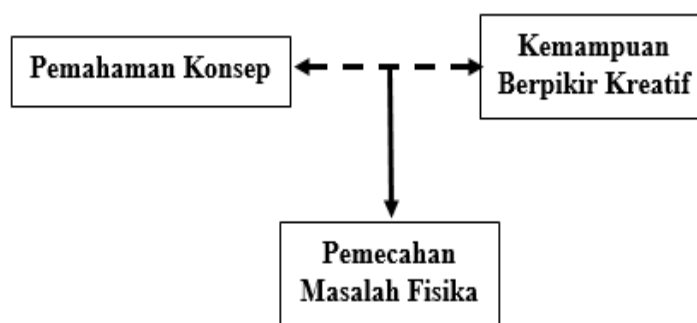 Pemahaman Konsep
Kemampuan
Berpikir Kreatif
Pemecahan
Masalah Fisika